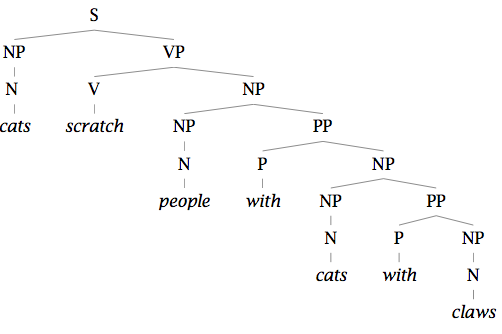 S
NP VP
N V NP
cats scratch NP PP
N P NP
people with NP PP
N P NP
cats with N
claws